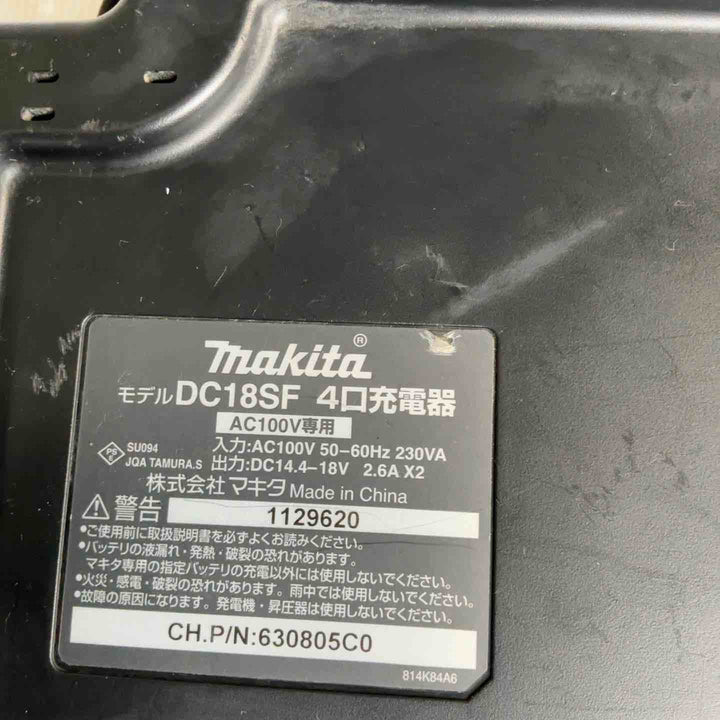 makita®
モデル DC18SF 4口充電器
AC100V専用
入力:AC100V 50-60Hz 230VA
PS E SU094
JQA TAMURA.S 出力:DC14.4-18V 2.6A X2
株式会社 マキタ Made in China
警告 1129620
•ご使用前に取扱説明書を必ずよくお読みください。
•バッテリの液漏れ・発熱・破裂の恐れがあります。
マキタ専用の指定バッテリの充電以外には使用しないでください。
•火災・感電・破裂の恐れがあります。雨中では使用しないでください。
•故障の原因になります。発電機・昇圧器は使用しないでください。
CH.P/N:630805C0
814K84A6